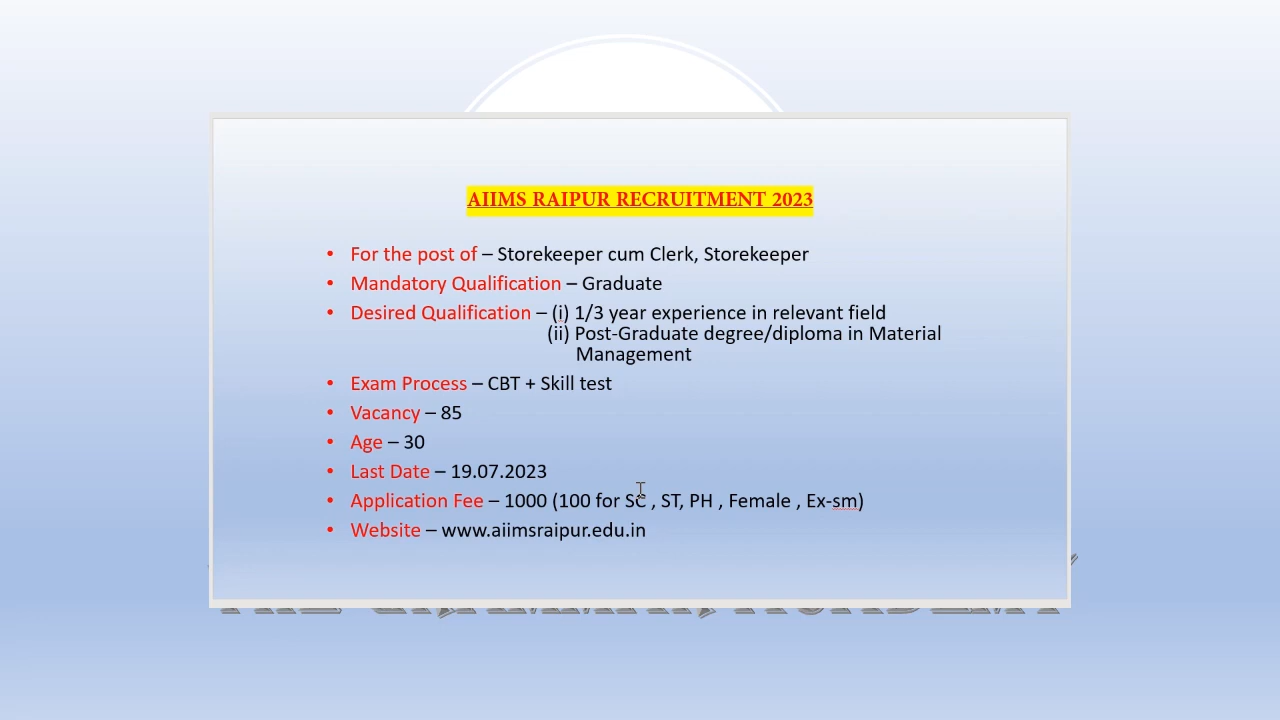 AIIMS RAIPUR RECRUITMENT 2023
• For the post of – Storekeeper cum Clerk, Storekeeper
• Mandatory Qualification – Graduate
• Desired Qualification – (i) 1/3 year experience in relevant field
(ii) Post-Graduate degree/diploma in Material
Management
• Exam Process – CBT + Skill test
• Vacancy – 85
• Age – 30
• Last Date – 19.07.2023
• Application Fee – 1000 (100 for SC , ST, PH , Female , Ex-sm)
• Website – www.aiimsraipur.edu.in